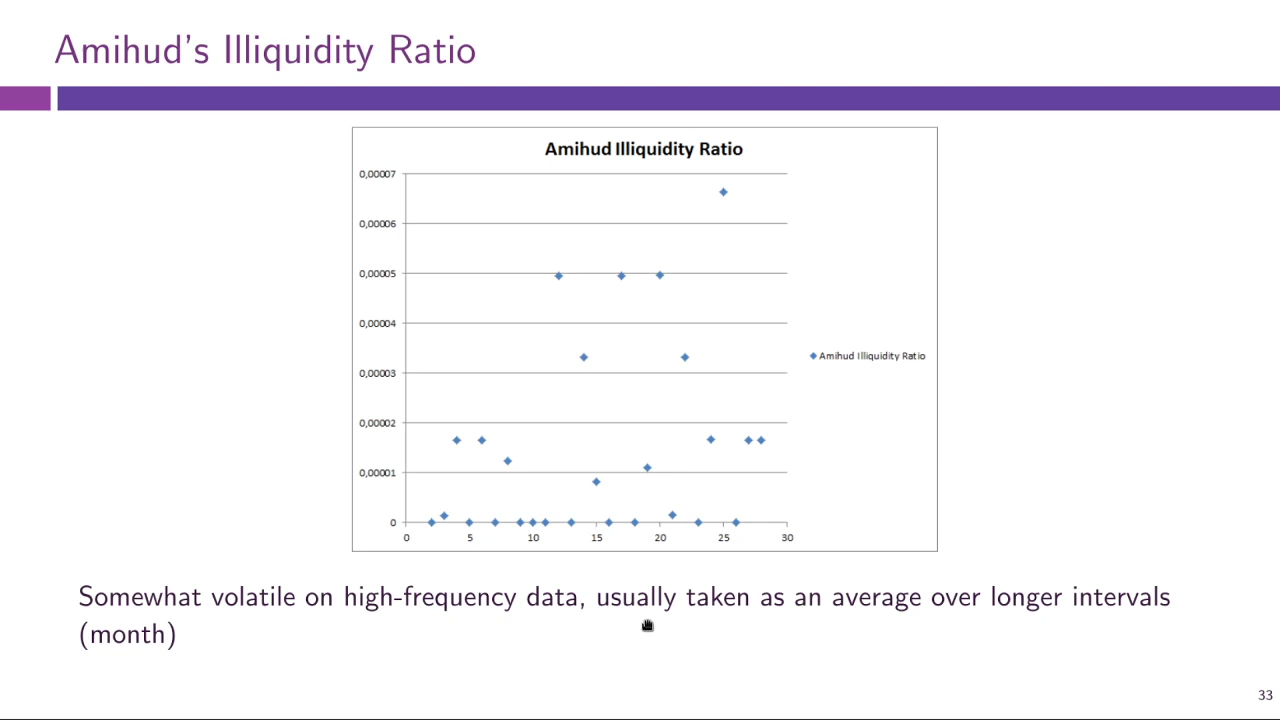 Amihud's Illiquidity Ratio
Amihud Illiquidity Ratio
0,00007
0,00006
0,00005
0,00004
0,00003
0,00002
0,00001
0
0 5 10 15 20 25 30
Amihud Illiquidity Ratio
Somewhat volatile on high-frequency data, usually taken as an average over longer intervals
(month)
33